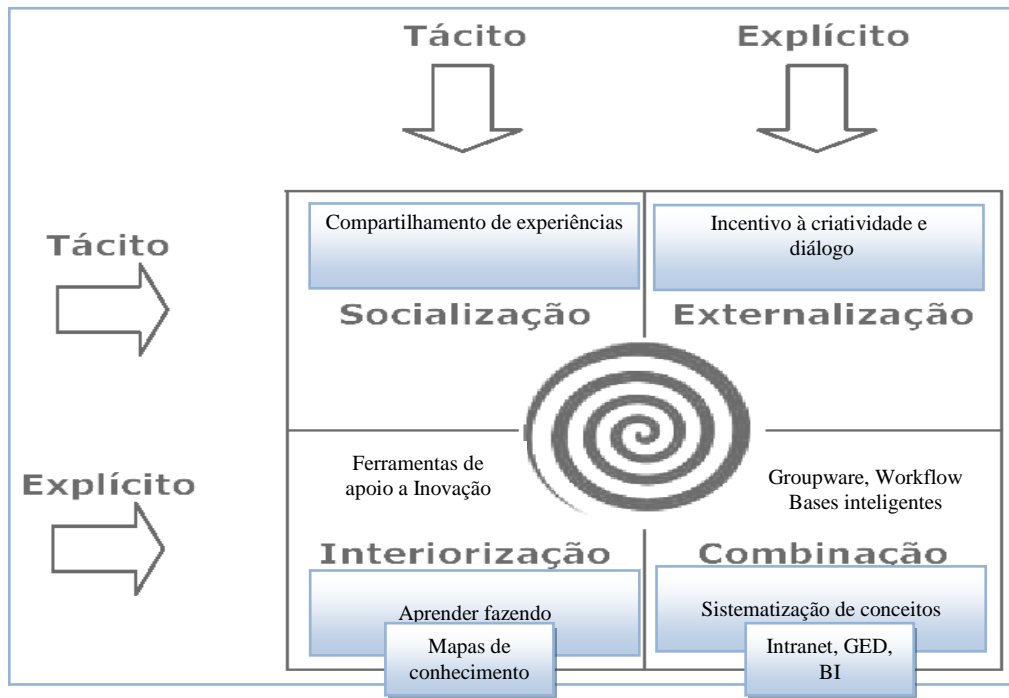 Tácito
Explícito
Compartilhamento de experiências
Incentivo à criatividade e
diálogo
Tácito
Socialização
Externalização
Ferramentas de
apoio a Inovação
Groupware, Workflow
Bases inteligentes
Explícito
Interiorização
Combinação
Aprender fazendo
Sistematização de conceitos
Mapas de
conhecimento
Intranet, GED,
BI